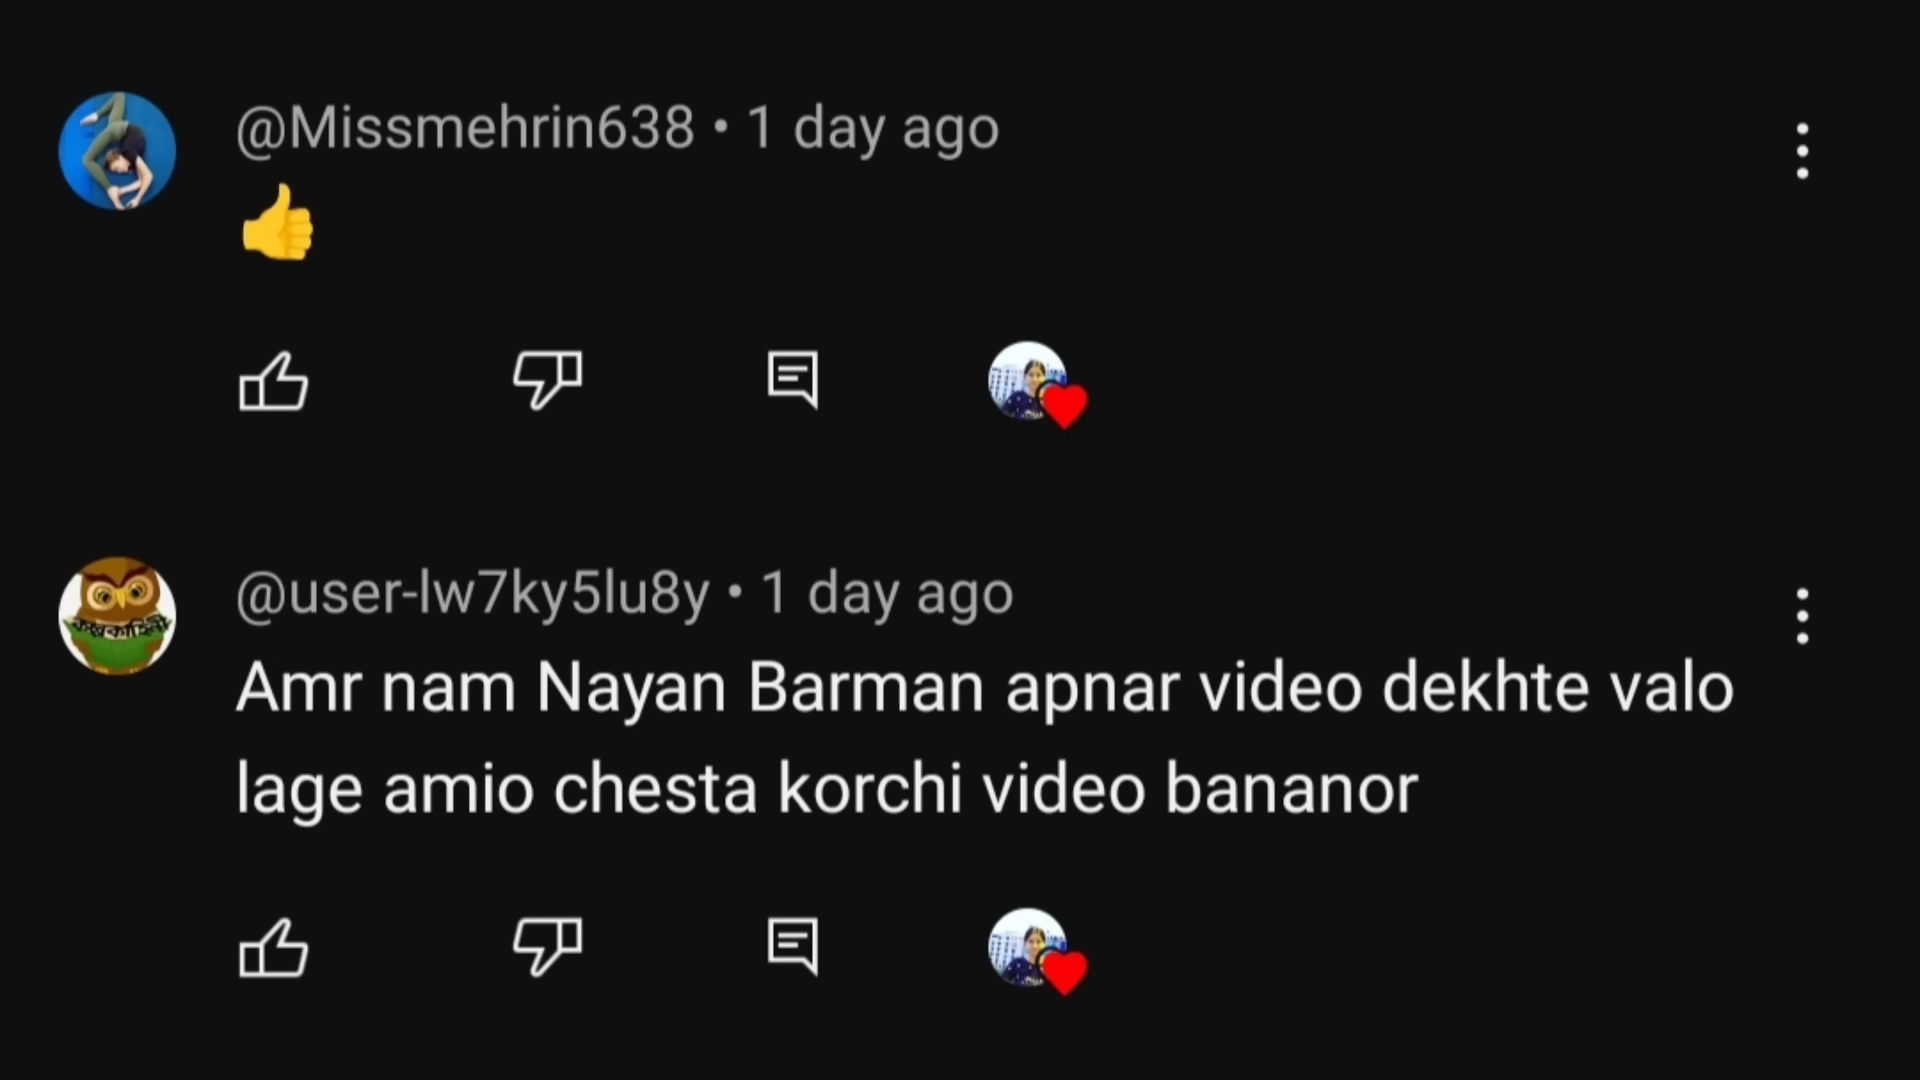 @Missmehrin638 • 1 day ago
👍
@user-lw7ky5lu8y • 1 day ago
Amr nam Nayan Barman apnar video dekhte valo
lage amio chesta korchi video bananor